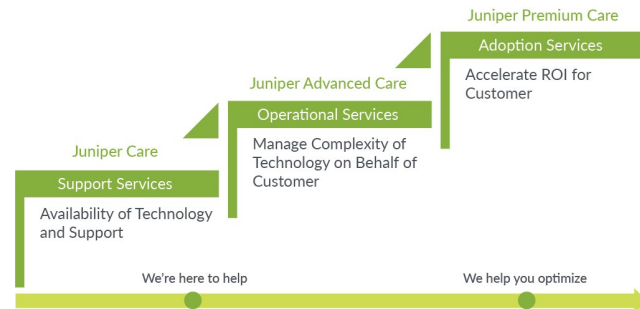 Juniper Premium Care
Adoption Services
Accelerate ROI for
Customer
Juniper Advanced Care
Operational Services
Manage Complexity of
Technology on Behalf of
Customer
Juniper Care
Support Services
Availability of Technology
and Support
We're here to help
We help you optimize